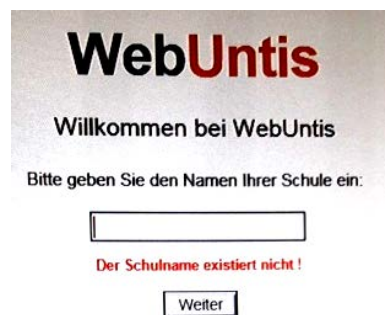 WebUntis
Willkommen bei WebUntis
Bitte geben Sie den Namen Ihrer Schule ein:
Der Schulname existiert nicht !
Weiter